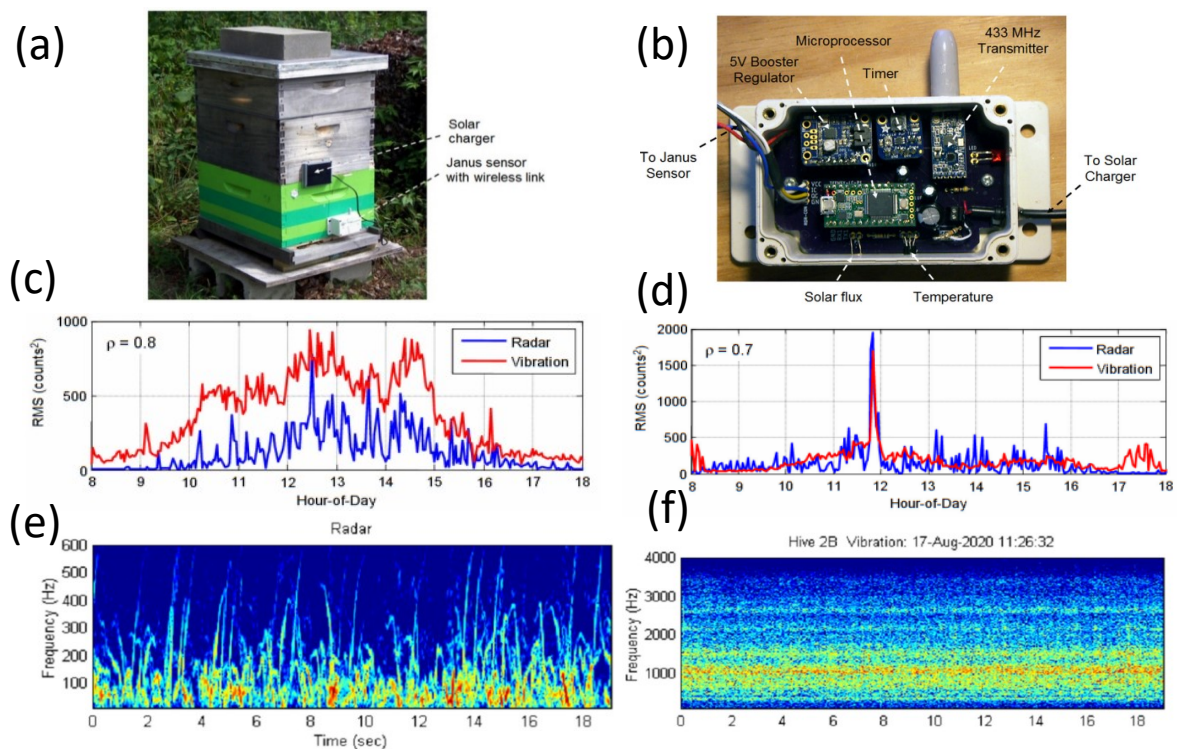 (a)
Solar
charger
Janus sensor
with wireless link
(b)
Microprocessor
433 MHz
Transmitter
5V Booster
Regulator
Timer
To Janus
Sensor
To Solar
Charger
Solar flux
Temperature
(c)
ρ = 0.8
Radar
Vibration
RMS (counts²)
1000
500
0
8 9 10 11 12 13 14 15 16 17 18
Hour-of-Day
(d)
ρ = 0.7
Radar
Vibration
RMS (counts²)
2000
1500
1000
500
0
8 9 10 11 12 13 14 15 16 17 18
Hour-of-Day
(e)
Radar
Frequency (Hz)
600
500
400
300
200
100
0 2 4 6 8 10 12 14 16 18
Time (sec)
(f)
Hive 2B Vibration: 17-Aug-2020 11:26:32
Frequency (Hz)
4000
3000
2000
1000
0 2 4 6 8 10 12 14 16 18